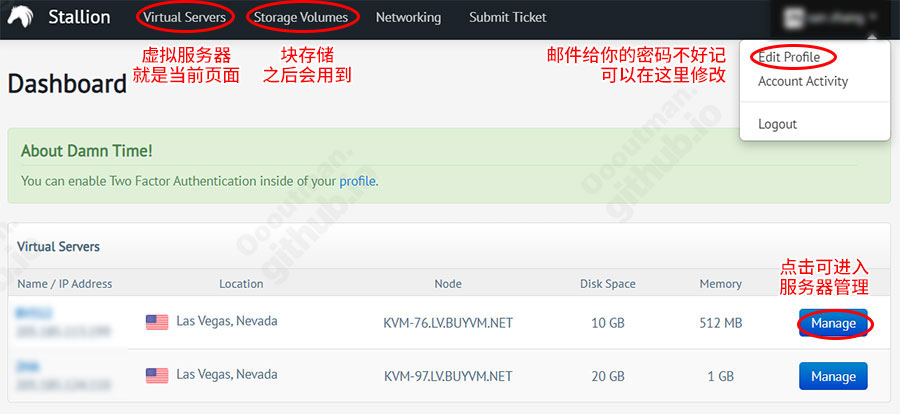 Stallion
Virtual Servers
Storage Volumes
Networking
Submit Ticket
虚拟服务器
就是当前页面
块存储
之后会用到
邮件给你的密码不好记
可以在这里修改
Edit Profile
Account Activity
Logout
Dashboard
About Damn Time!
You can enable Two Factor Authentication inside of your profile.
Virtual Servers
点击可进入
服务器管理
Name / IP Address
Location
Node
Disk Space
Memory
Las Vegas, Nevada
KVM-76.LV.BUYVM.NET
10 GB
512 MB
Manage
Las Vegas, Nevada
KVM-97.LV.BUYVM.NET
20 GB
1 GB
Manage
Oooutman.
github.io
Oooutman.
github.io